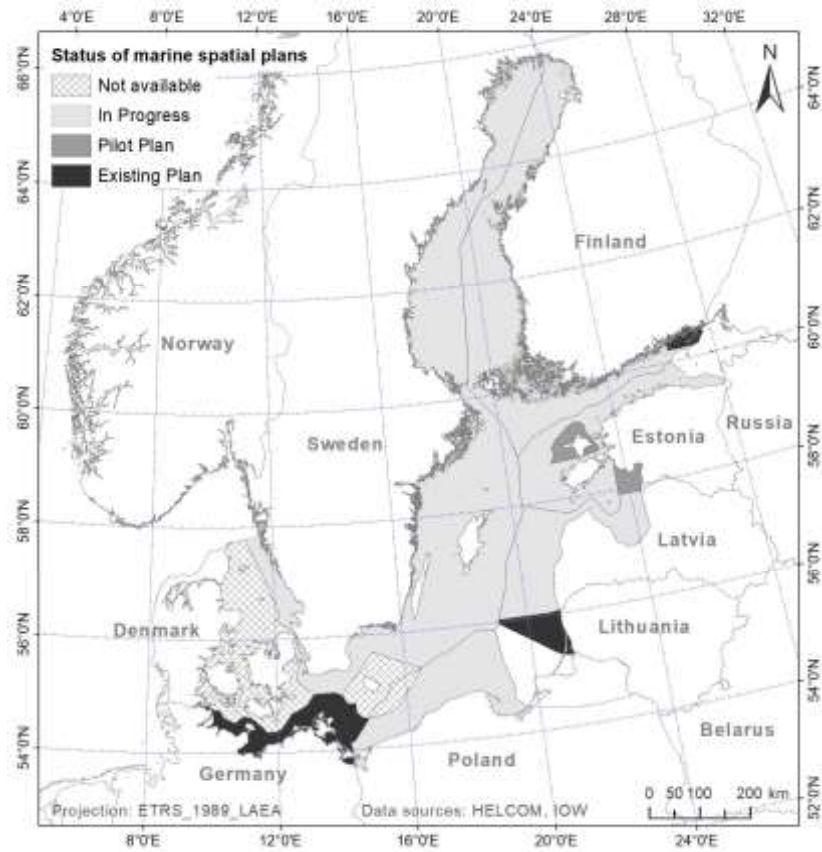 4°0'E 8°0'E 12°0'E 16°0'E 20°0'E 24°0'E 28°0'E 32°0'E
Status of marine spatial plans
Not available
In Progress
Pilot Plan
Existing Plan
N
66°0'N
64°0'N
62°0'N
60°0'N
58°0'N
56°0'N
54°0'N
64°0'N
62°0'N
60°0'N
58°0'N
56°0'N
54°0'N
52°0'N
Finland
Norway
Sweden
Estonia
Russia
Latvia
Denmark
Lithuania
Belarus
Poland
Germany
0 50 100 200 km
Projection: ETRS_1989_LAEA
Data sources: HELCOM, IOW
8°0'E 12°0'E 16°0'E 20°0'E 24°0'E